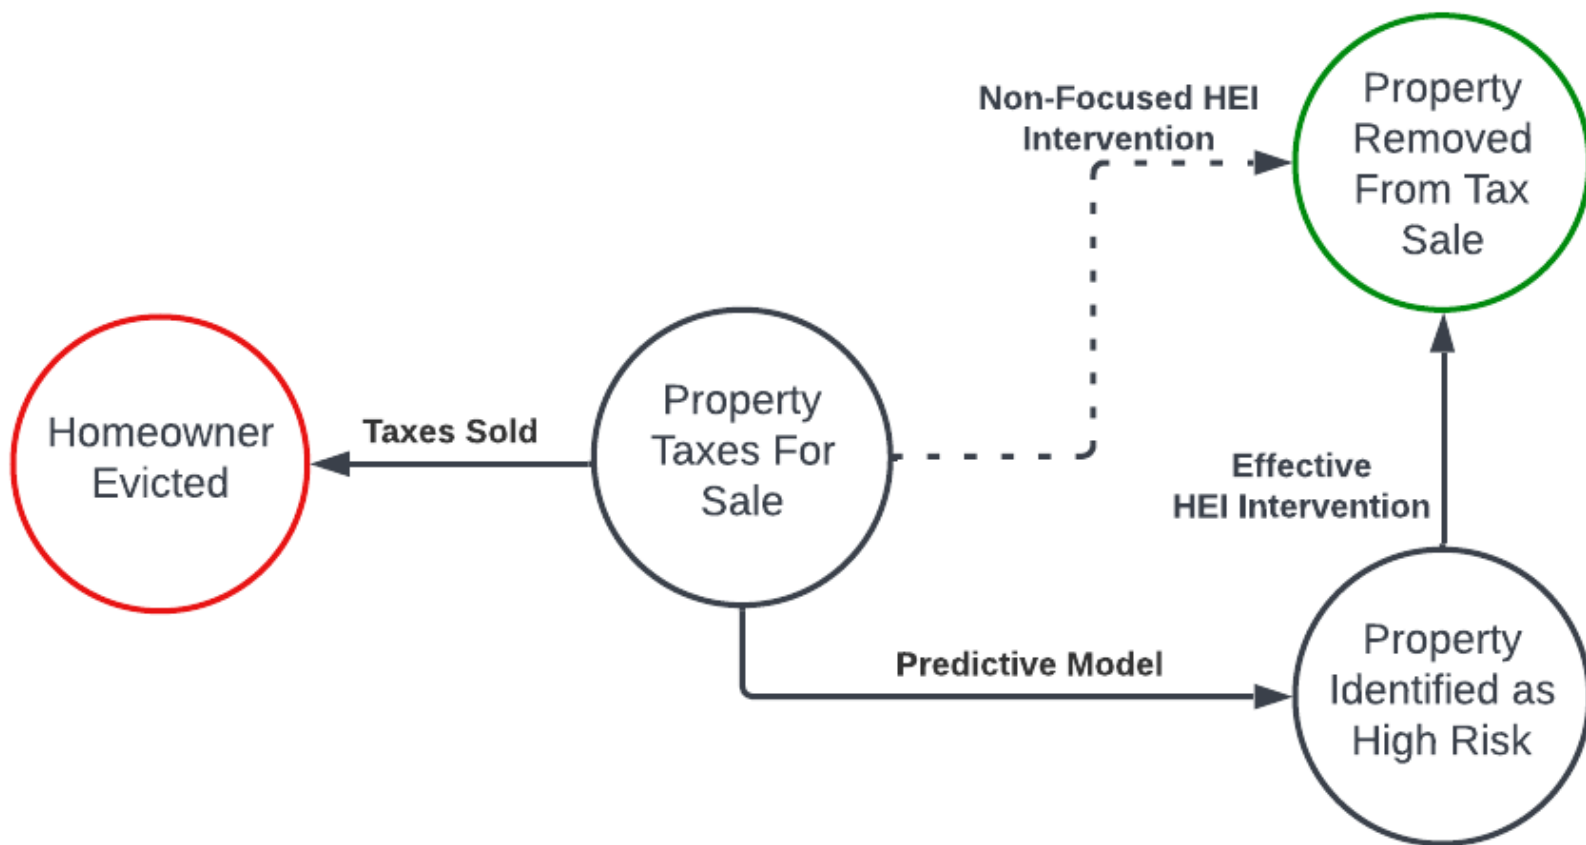 Non-Focused HEI
Intervention
Property
Removed
From Tax
Sale
Homeowner
Evicted
Taxes Sold
Property
Taxes For
Sale
Effective
HEI Intervention
Predictive Model
Property
Identified as
High Risk